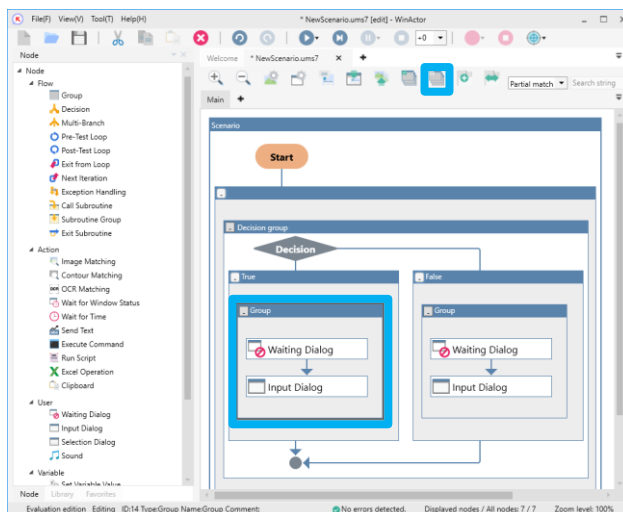 File(F) View(V) Tool(T) Help(H)
* NewScenario.ums7 [edit] - WinActor
+0
Node
Welcome * NewScenario.ums7 x +
Partial match Search string
Main +
Node
Flow
Group
Decision
Multi-Branch
Pre-Test Loop
Post-Test Loop
Exit from Loop
Next Iteration
Exception Handling
Call Subroutine
Subroutine Group
Exit Subroutine
Action
Image Matching
Contour Matching
OCR OCR Matching
Wait for Window Status
Wait for Time
Send Text
Execute Command
Run Script
Excel Operation
Clipboard
User
Waiting Dialog
Input Dialog
Selection Dialog
Sound
Variable
Set Variable Value
Node Library Favorites
Scenario
Start
Decision group
Decision
True
False
Group
Group
Waiting Dialog
Waiting Dialog
Input Dialog
Input Dialog
Evaluation edition Editing ID:14 Type:Group Name:Group Comment: No errors detected. Displayed nodes / All nodes: 7 / 7 Zoom level: 100%